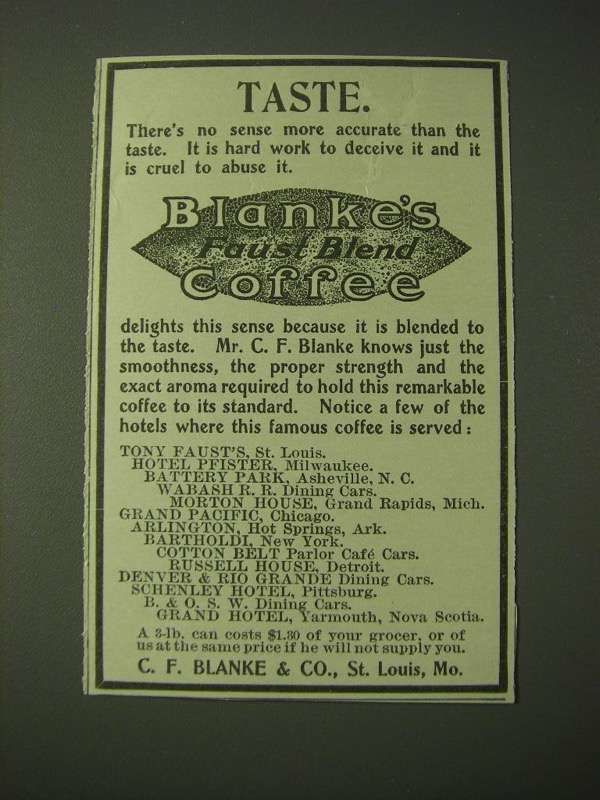 TASTE.
There's no sense more accurate than the
taste. It is hard work to deceive it and it
is cruel to abuse it.
Blanke's
Faust Blend
Coffee
delights this sense because it is blended to
the taste. Mr. C. F. Blanke knows just the
smoothness, the proper strength and the
exact aroma required to hold this remarkable
coffee to its standard. Notice a few of the
hotels where this famous coffee is served:
TONY FAUST'S, St. Louis.
HOTEL PFISTER, Milwaukee.
BATTERY PARK, Asheville, N. C.
WABASH R. R. Dining Cars.
MORTON HOUSE, Grand Rapids, Mich.
GRAND PACIFIC, Chicago.
ARLINGTON, Hot Springs, Ark.
BARTHOLDI, New York.
COTTON BELT Parlor Café Cars.
RUSSELL HOUSE, Detroit.
DENVER & RIO GRANDE Dining Cars.
SCHENLEY HOTEL, Pittsburg.
B. & O. S. W. Dining Cars.
GRAND HOTEL, Yarmouth, Nova Scotia.
A 3-lb. can costs $1.30 of your grocer, or of
us at the same price if he will not supply you.
C. F. BLANKE & CO., St. Louis, Mo.